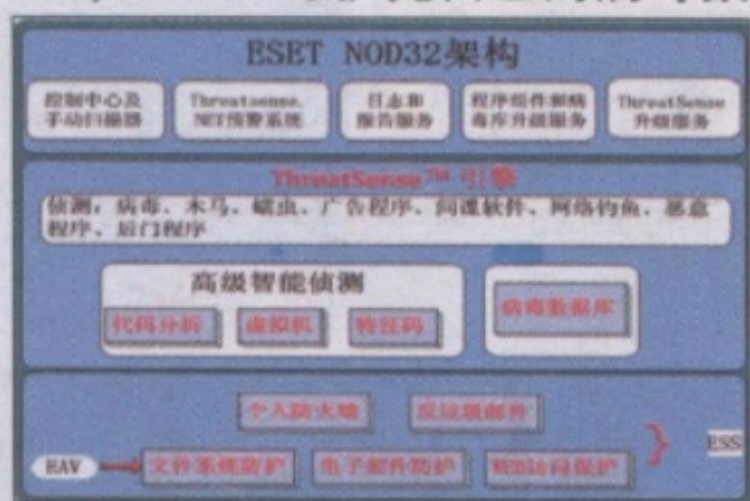 ESET NOD32架构
控制中心及
手动扫描器
Threatsense.
NET预警系统
日志和
报告服务
程序组件和病
毒库升级服务
ThreatSense
升级服务
ThreatSense™ 引擎
侦测：病毒、木马、蠕虫、广告程序、间谍软件、网络钓鱼、恶意
程序、后门程序
高级智能侦测
代码分析
虚拟机
特征码
病毒数据库
个人防火墙
反垃圾邮件
ESS
EAV
文件系统防护
电子邮件防护
WEB访问保护